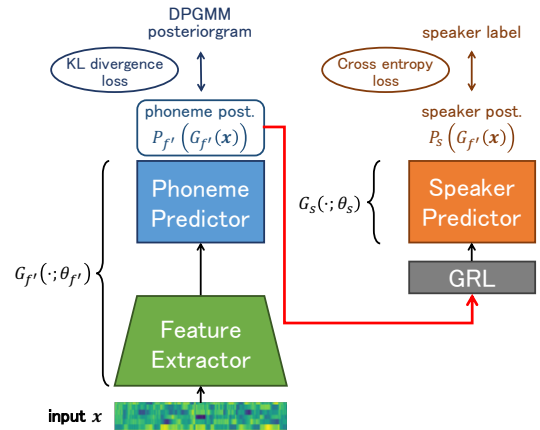 DPGMM
posteriorgram
KL divergence
loss
phoneme post.
P_{f'}(G_{f'}(x))
Phoneme
Predictor
G_{f'}(·;θ_{f'})
Feature
Extractor
input x
speaker label
Cross entropy
loss
speaker post.
P_s(G_{f'}(x))
G_s(·;θ_s)
Speaker
Predictor
GRL